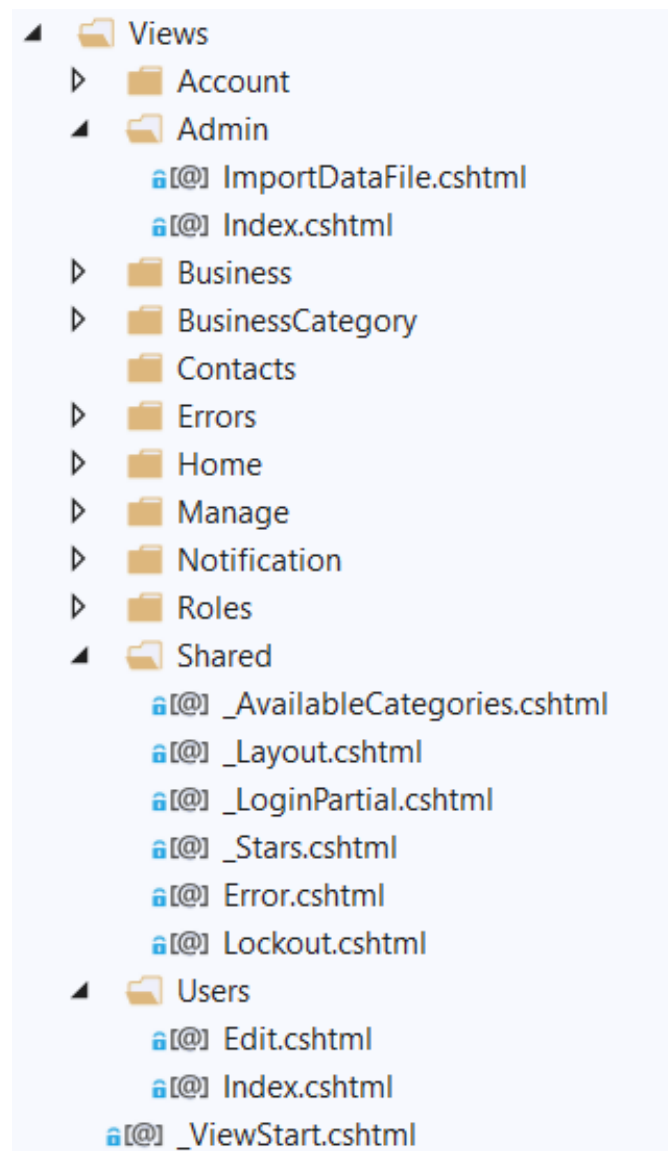 Views
Account
Admin
[@] ImportDataFile.cshtml
[@] Index.cshtml
Business
BusinessCategory
Contacts
Errors
Home
Manage
Notification
Roles
Shared
[@] _AvailableCategories.cshtml
[@] _Layout.cshtml
[@] _LoginPartial.cshtml
[@] _Stars.cshtml
[@] Error.cshtml
[@] Lockout.cshtml
Users
[@] Edit.cshtml
[@] Index.cshtml
[@] _ViewStart.cshtml